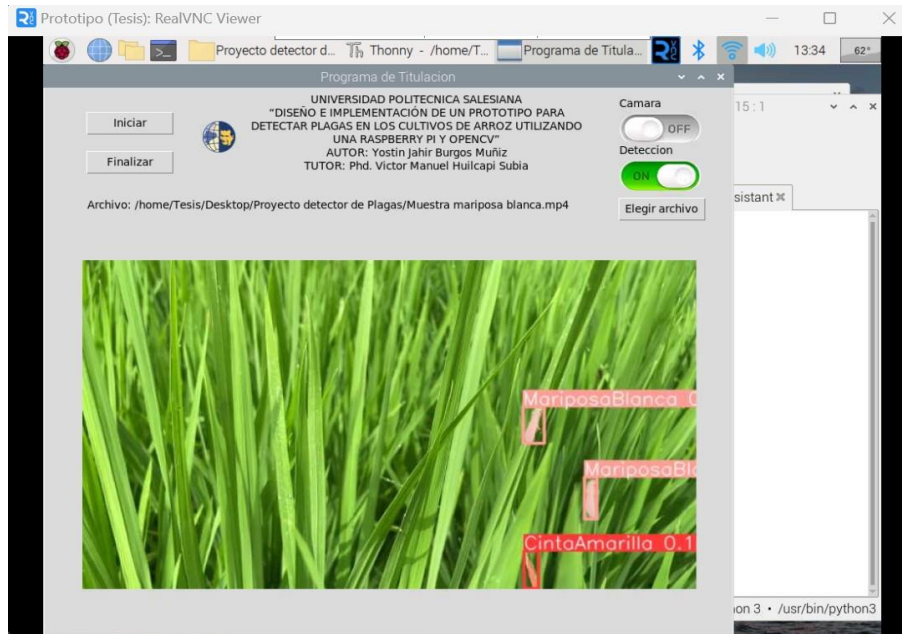 Prototipo (Tesis): RealVNC Viewer
Proyecto detector d... Thonny - /home/T... Programa de Titula... 13:34 62°
Programa de Titulacion
15 : 1
Iniciar
Finalizar
UNIVERSIDAD POLITECNICA SALESIANA
“DISEÑO E IMPLEMENTACIÓN DE UN PROTOTIPO PARA
DETECTAR PLAGAS EN LOS CULTIVOS DE ARROZ UTILIZANDO
UNA RASPBERRY PI Y OPENCV”
AUTOR: Yostin Jahir Burgos Muñiz
TUTOR: Phd. Victor Manuel Huilcapi Subia
Camara
OFF
Deteccion
ON
Elegir archivo
Archivo: /home/Tesis/Desktop/Proyecto detector de Plagas/Muestra mariposa blanca.mp4
sistant
MariposaBlanca 0
MariposaBla
CintaAmarilla 0.1
on 3 • /usr/bin/python3